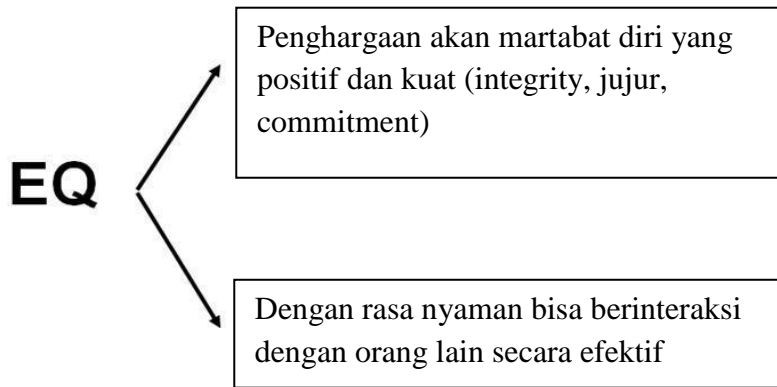 EQ
Penghargaan akan martabat diri yang
positif dan kuat (integrity, jujur,
commitment)
Dengan rasa nyaman bisa berinteraksi
dengan orang lain secara efektif